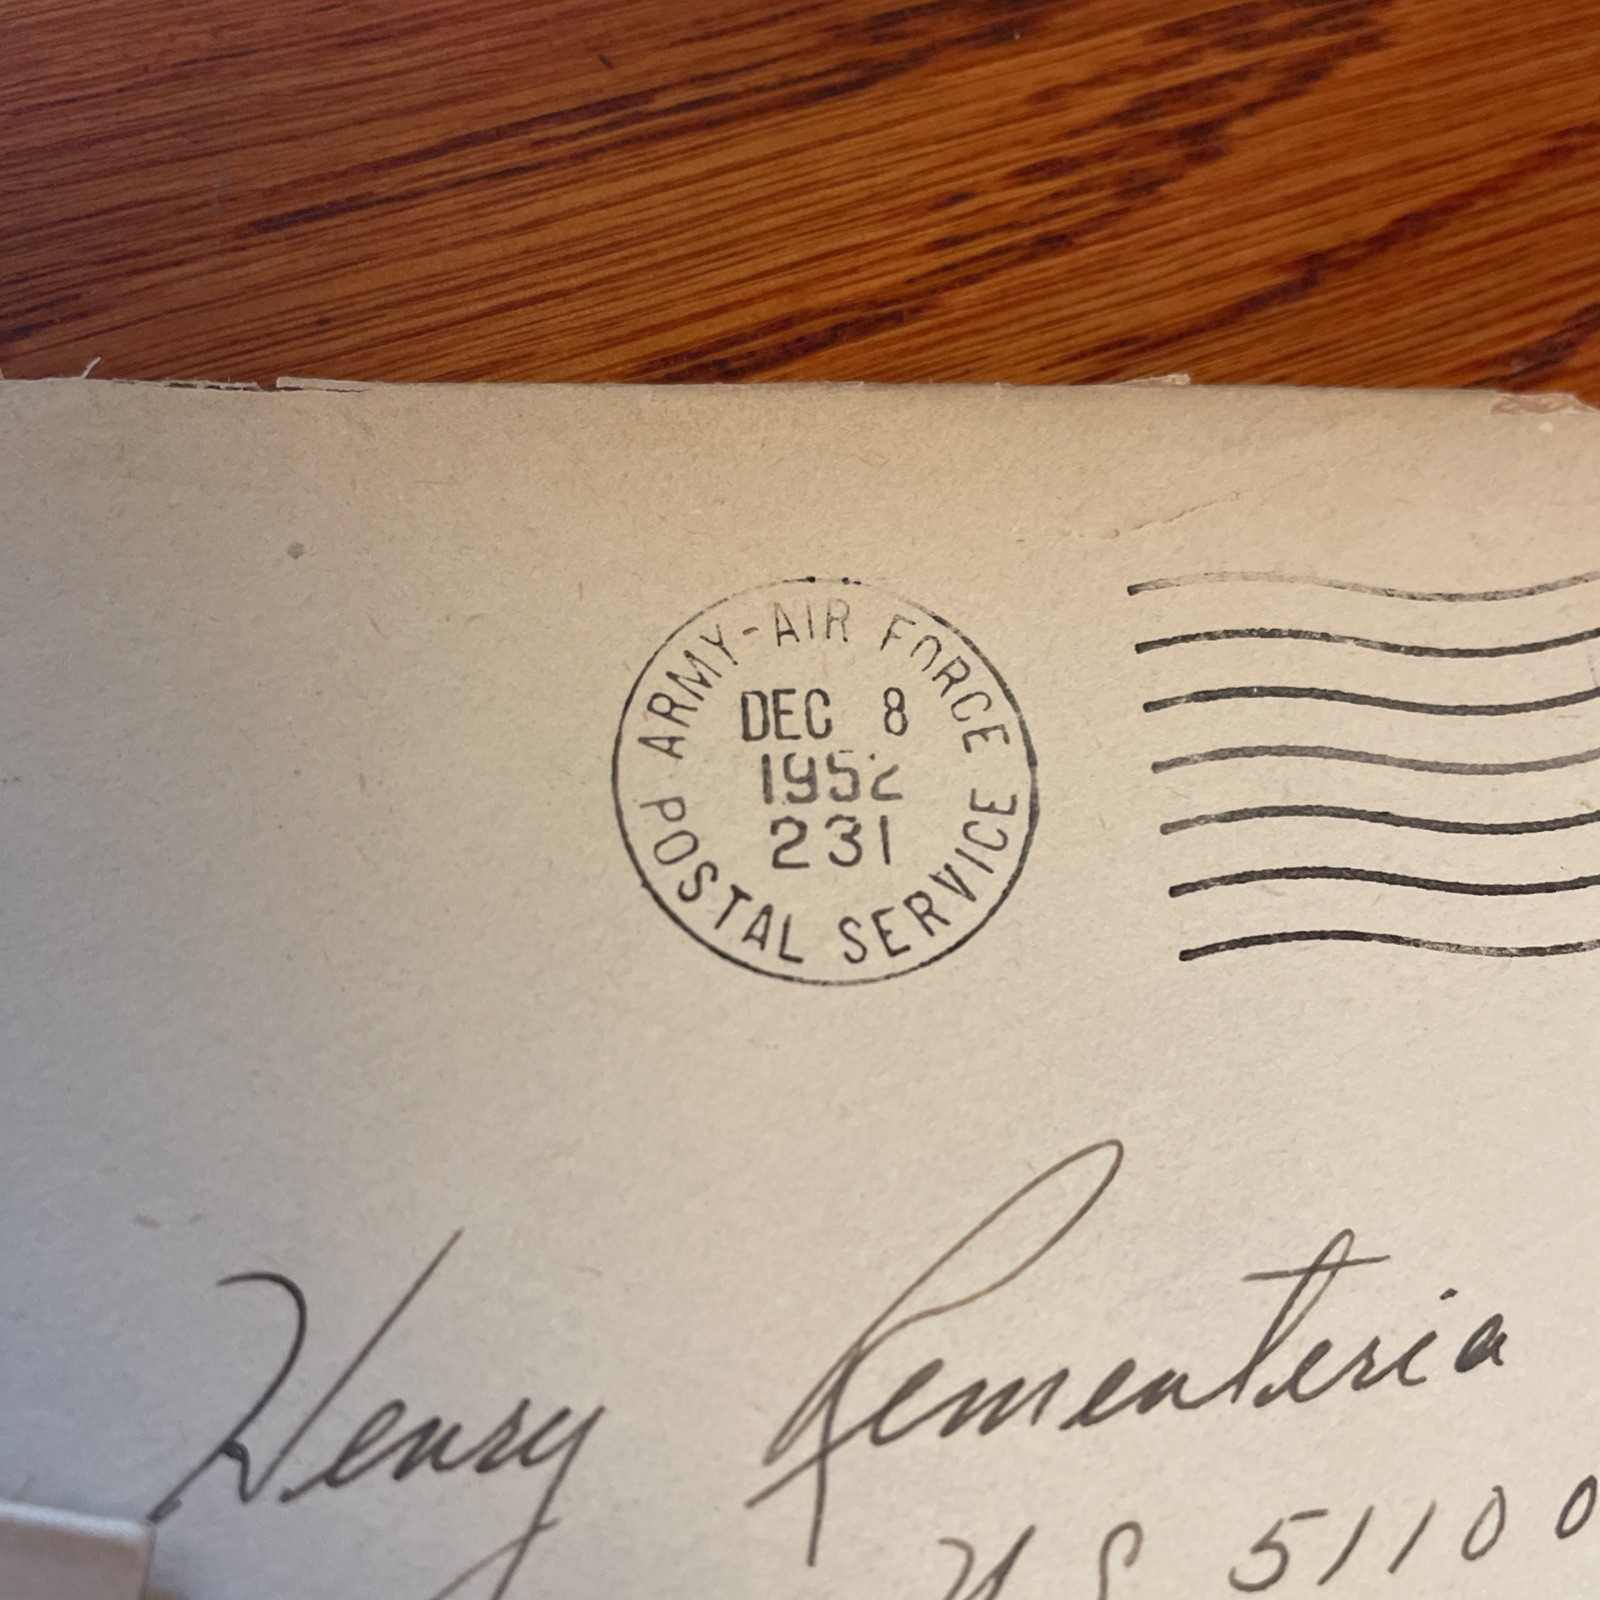 ARMY-AIR FORCE
DEC 8
1952
231
POSTAL SERVICE
Henry Rementeria
US 51100